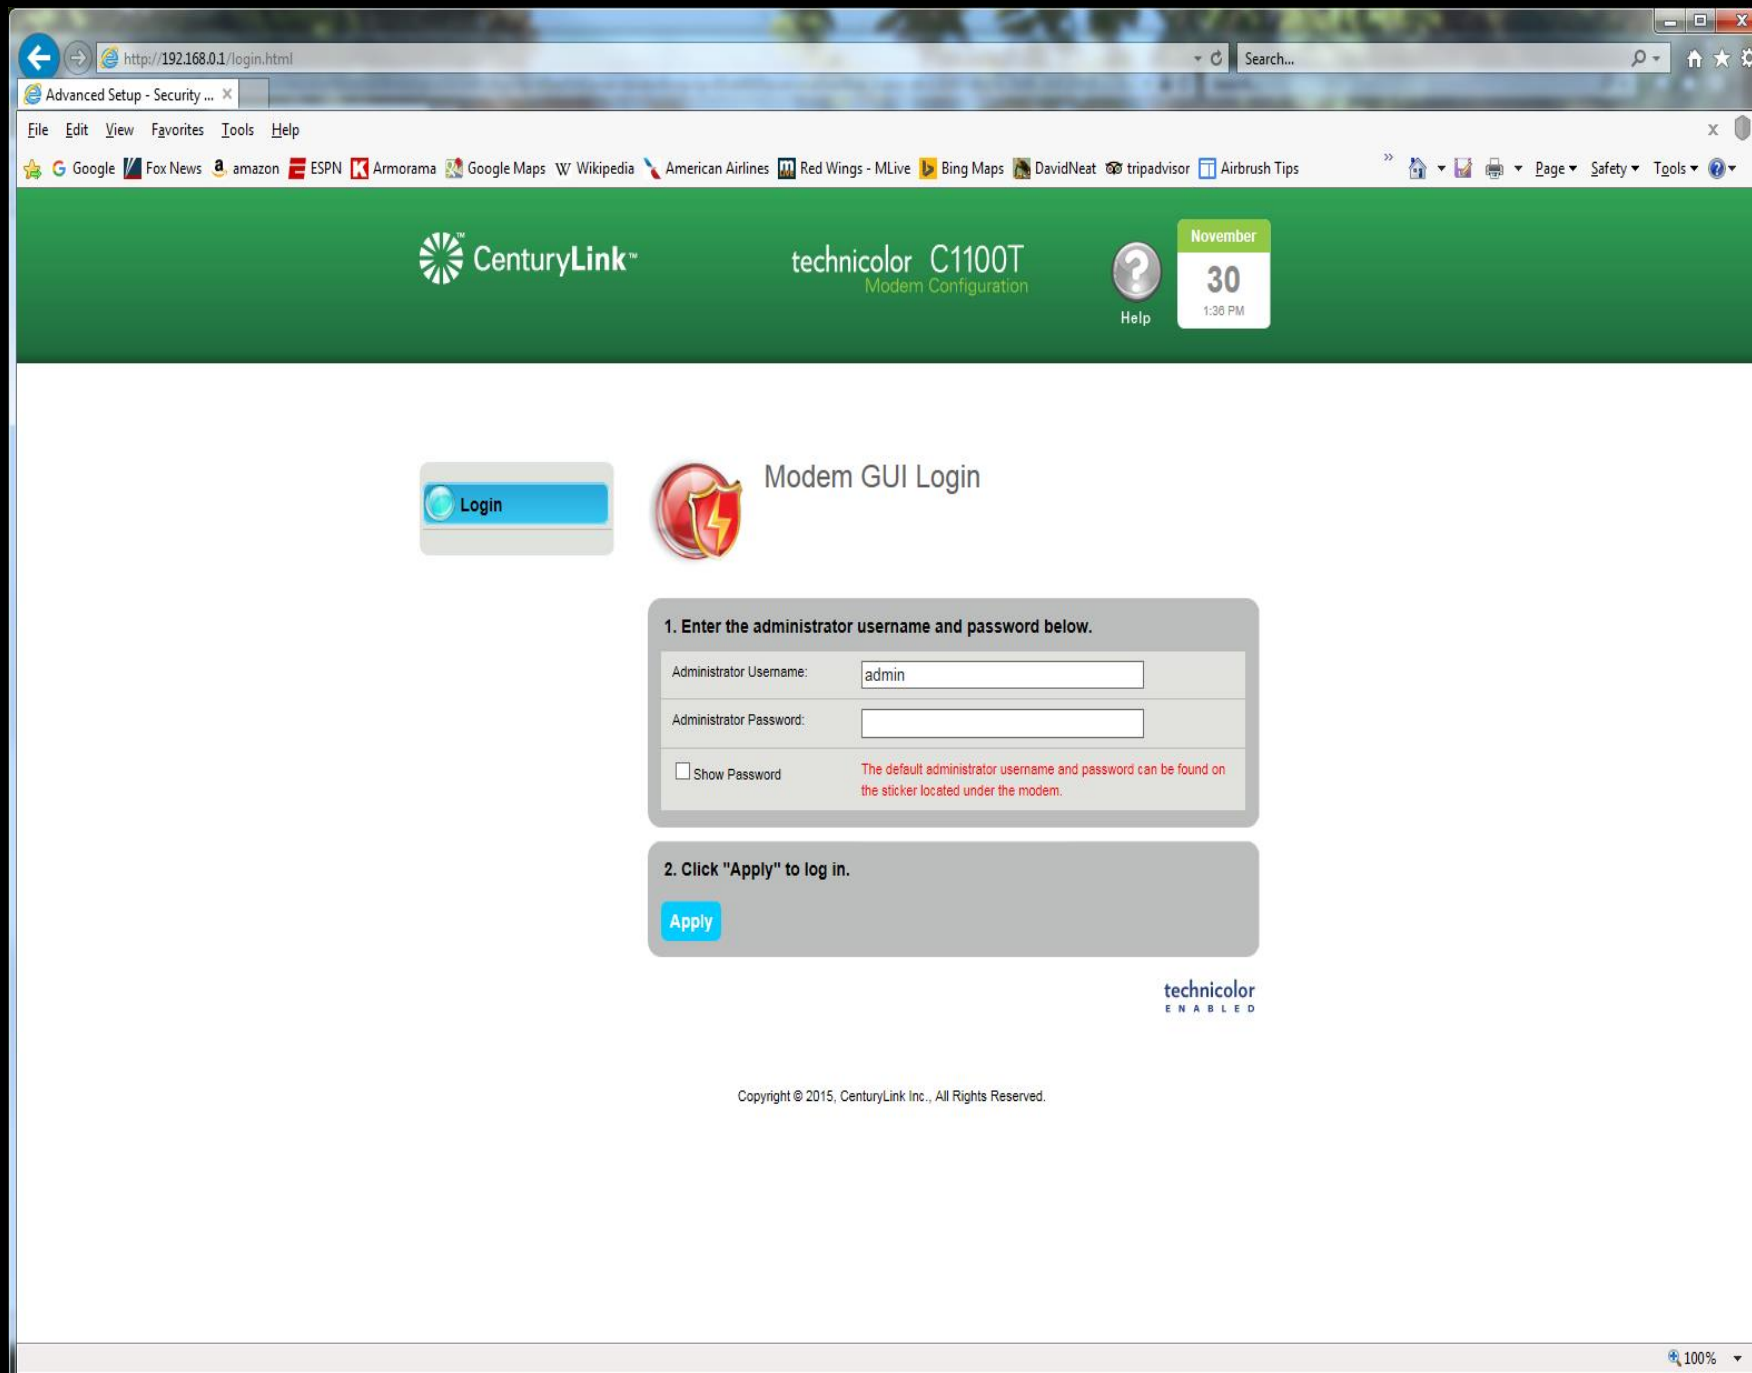 http://192.168.0.1/login.html
Search...
Advanced Setup - Security ...
File Edit View Favorites Tools Help
G Google Fox News a amazon ESPN K Armorama Google Maps W Wikipedia American Airlines m Red Wings - MLive b Bing Maps DavidNeat tripadvisor Airbrush Tips » Page Safety Tools
CenturyLink™
technicolor C1100T
Modem Configuration
Help
November
30
1:36 PM
Login
Modem GUI Login
1. Enter the administrator username and password below.
Administrator Username: admin
Administrator Password:
Show Password
The default administrator username and password can be found on
the sticker located under the modem.
2. Click "Apply" to log in.
Apply
technicolor
ENABLED
Copyright © 2015, CenturyLink Inc., All Rights Reserved.
100%